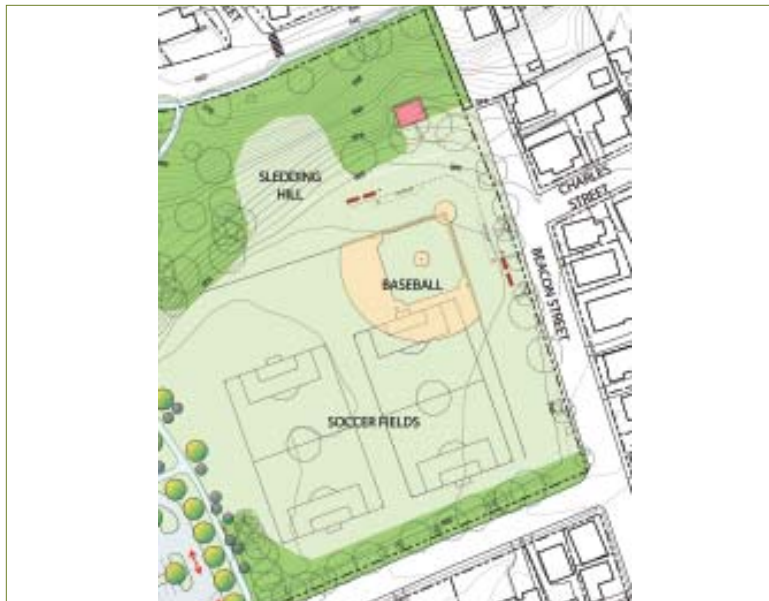 SLEDDING
HILL
CHARLES
STREET
BEACON STREET
BASEBALL
SOCCER FIELDS